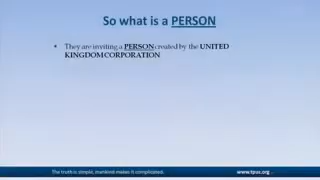 So what is a PERSON
• They are inviting a PERSON created by the UNITED
KINGDOM CORPORATION
The truth is simple, mankind makes it complicated.
www.tpuc.org